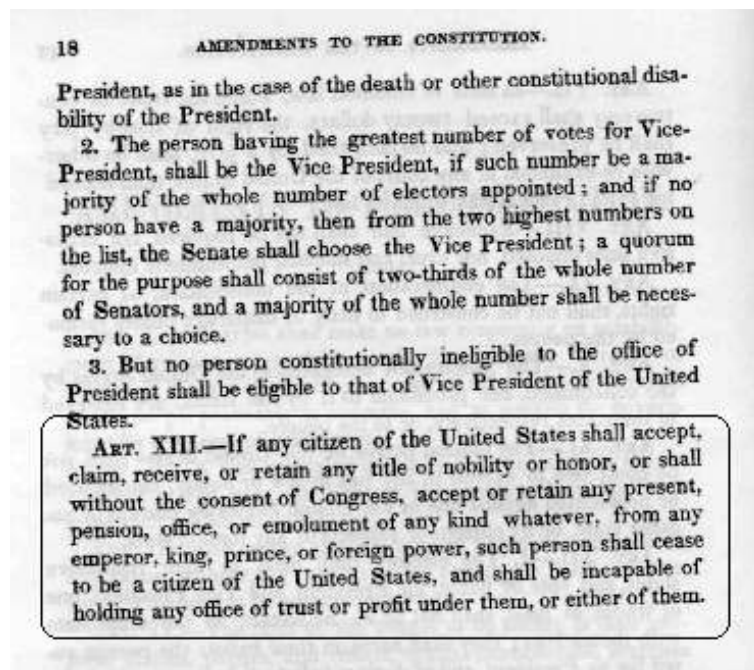 18 AMENDMENTS TO THE CONSTITUTION.
President, as in the case of the death or other constitutional disa-
bility of the President.
2. The person having the greatest number of votes for Vice-
President, shall be the Vice President, if such number be a ma-
jority of the whole number of electors appointed; and if no
person have a majority, then from the two highest numbers on
the list, the Senate shall choose the Vice President; a quorum
for the purpose shall consist of two-thirds of the whole number
of Senators, and a majority of the whole number shall be neces-
sary to a choice.
3. But no person constitutionally ineligible to the office of
President shall be eligible to that of Vice President of the United
States.
ART. XIII.—If any citizen of the United States shall accept,
claim, receive, or retain any title of nobility or honor, or shall
without the consent of Congress, accept or retain any present,
pension, office, or emolument of any kind whatever, from any
emperor, king, prince, or foreign power, such person shall cease
to be a citizen of the United States, and shall be incapable of
holding any office of trust or profit under them, or either of them.